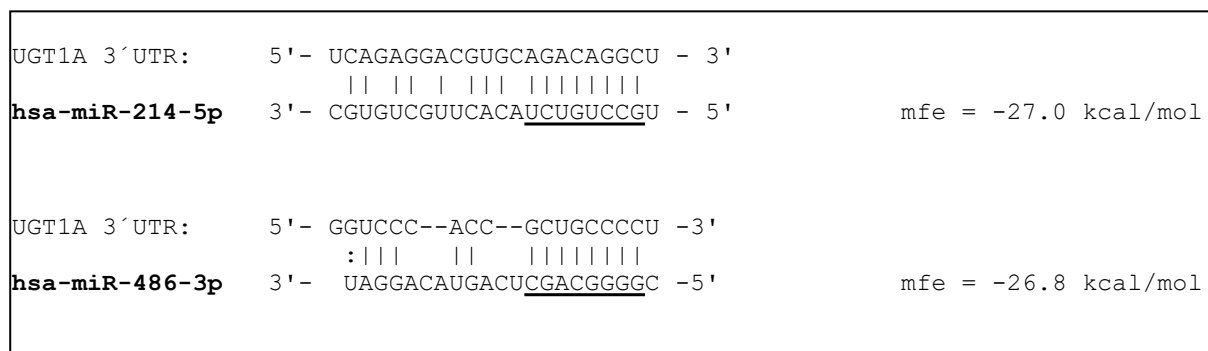 UGT1A 3´UTR: 5'- UCAGAGGACGUGCAGACAGGCU - 3'
|| || | ||| ||||||||
hsa-miR-214-5p 3'- CGUGUCGUUCACAUCUGUCCGU - 5' mfe = -27.0 kcal/mol
UGT1A 3´UTR: 5'- GGUCCC--ACC--GCUGCCCCU -3'
:||| || ||||||||
hsa-miR-486-3p 3'- UAGGACAUGACUCGACGGGGC -5' mfe = -26.8 kcal/mol